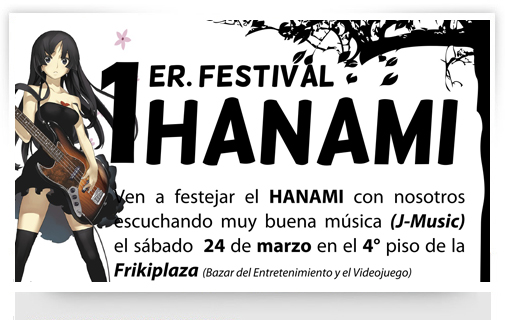 1ER. FESTIVAL
HANAMI
Ven a festejar el HANAMI con nosotros
escuchando muy buena música (J-Music)
el sábado 24 de marzo en el 4° piso de la
Frikiplaza (Bazar del Entretenimiento y el Videojuego)